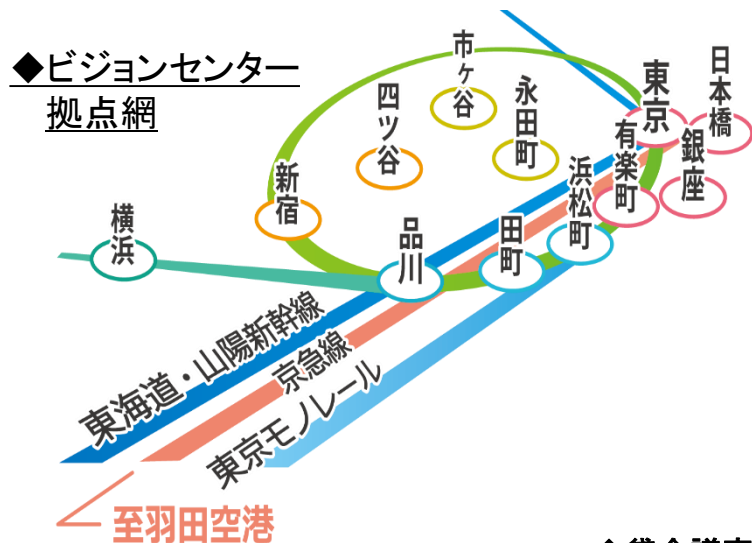 ◆ビジョンセンター
拠点網
市ヶ谷
四ツ谷
永田町
東京
日本橋
有楽町
銀座
新宿
浜松町
横浜
品川
田町
東海道・山陽新幹線
京急線
東京モノレール
至羽田空港